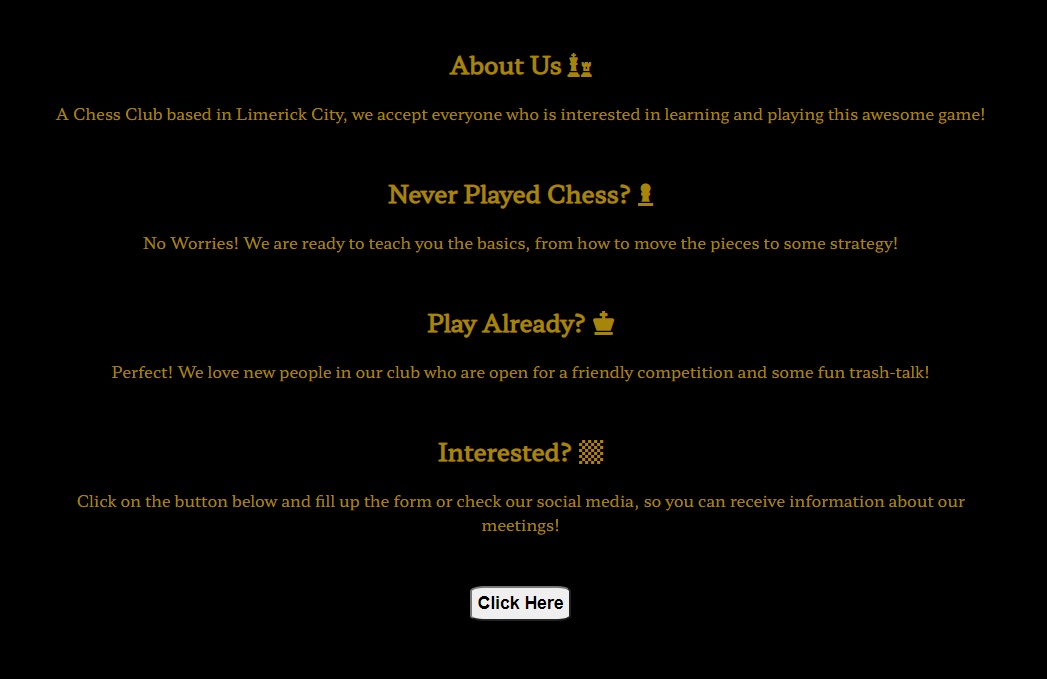 About Us
A Chess Club based in Limerick City, we accept everyone who is interested in learning and playing this awesome game!
Never Played Chess?
No Worries! We are ready to teach you the basics, from how to move the pieces to some strategy!
Play Already?
Perfect! We love new people in our club who are open for a friendly competition and some fun trash-talk!
Interested?
Click on the button below and fill up the form or check our social media, so you can receive information about our
meetings!
Click Here